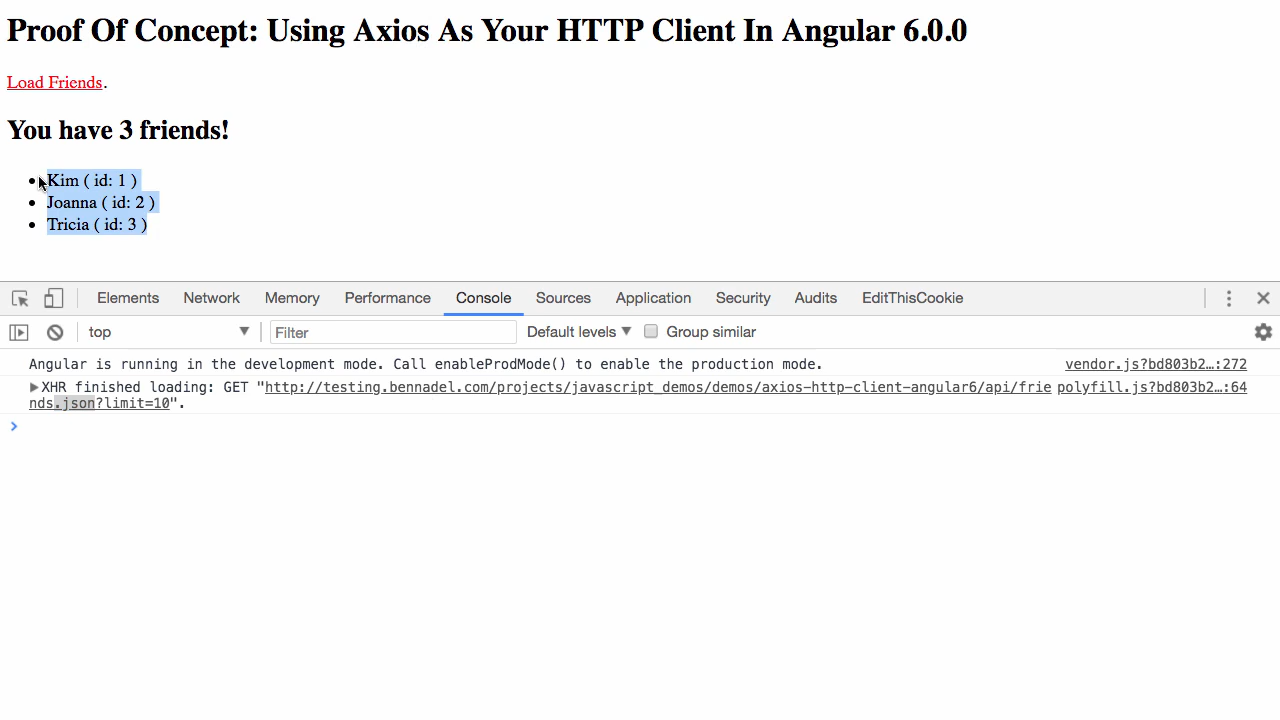 Proof Of Concept: Using Axios As Your HTTP Client In Angular 6.0.0
Load Friends.
You have 3 friends!
Kim ( id: 1 )
Joanna ( id: 2 )
Tricia ( id: 3 )
Elements Network Memory Performance Console Sources Application Security Audits EditThisCookie
top Filter Default levels Group similar
Angular is running in the development mode. Call enableProdMode() to enable the production mode. vendor.js?bd803b2…:272
XHR finished loading: GET "http://testing.bennadel.com/projects/javascript_demos/demos/axios-http-client-angular6/api/frie polyfill.js?bd803b2…:64
nds.json?limit=10".